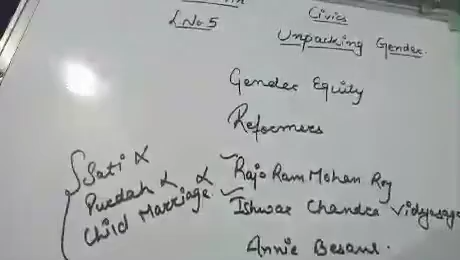 Civics
L No 5
Unpacking Gender.
Gender Equity
Reformers
Sati ✗
Purdah ✗
Child Marriage ✗
✓ Raja Ram Mohan Roy
✓ Ishwar Chandra Vidyasaga
Annie Besant.